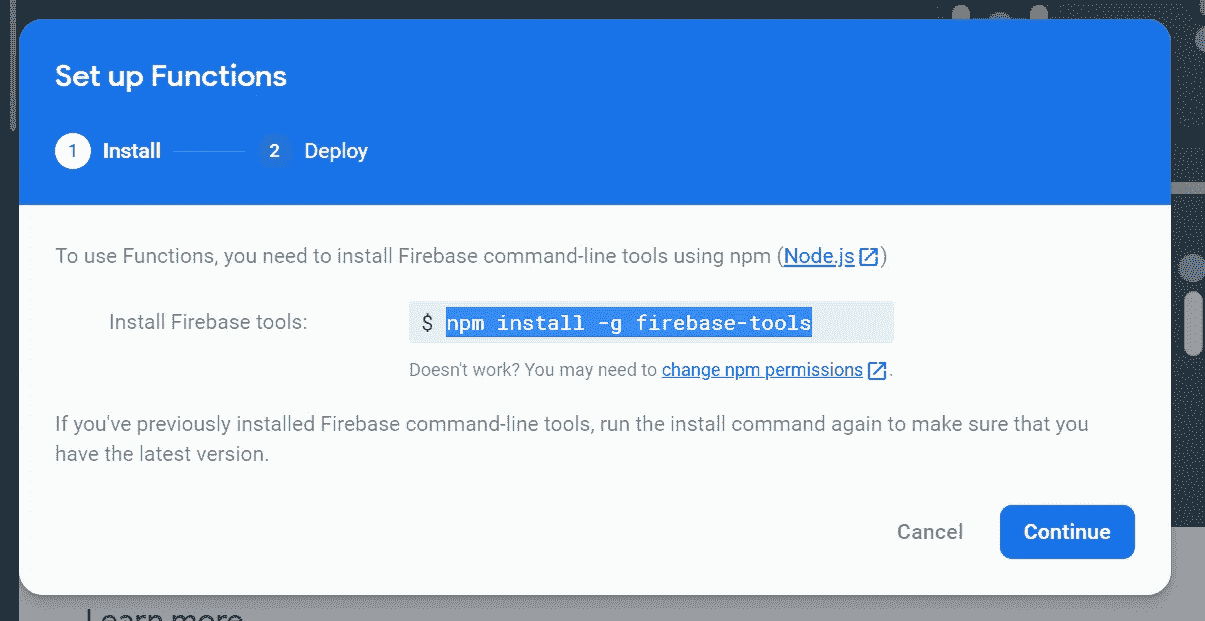 Set up Functions
1 Install 2 Deploy
To use Functions, you need to install Firebase command-line tools using npm (Node.js)
Install Firebase tools: $ npm install -g firebase-tools
Doesn't work? You may need to change npm permissions.
If you've previously installed Firebase command-line tools, run the install command again to make sure that you
have the latest version.
Cancel Continue
Learn more